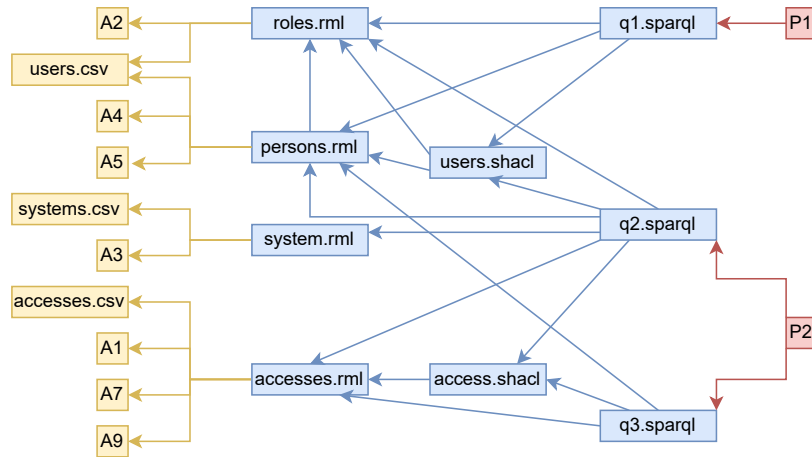 A2
roles.rml
q1.sparql
P1
users.csv
A4
persons.rml
users.shacl
A5
systems.csv
system.rml
q2.sparql
A3
accesses.csv
P2
A1
accesses.rml
access.shacl
A7
q3.sparql
A9